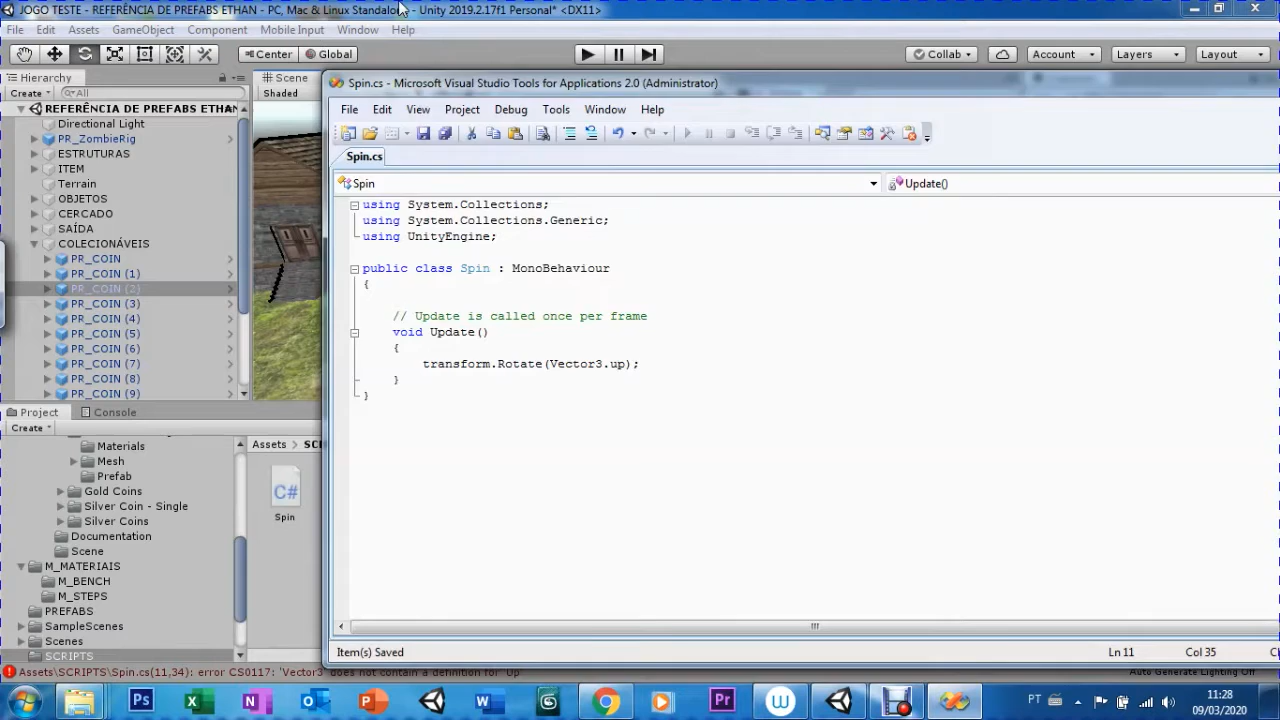 JOGO TESTE - REFERÊNCIA DE PREFABS ETHAN - PC, Mac & Linux Standalo - Unity 2019.2.17f1 Personal* <DX11>
File Edit Assets GameObject Component Mobile Input Window Help
Center Global Collab Account Layers Layout
Hierarchy
Create All
REFERÊNCIA DE PREFABS ETHAN
Directional Light
PR_ZombieRig
ESTRUTURAS
ITEM
Terrain
OBJETOS
CERCADO
SAÍDA
COLECIONÁVEIS
PR_COIN
PR_COIN (1)
PR_COIN (2)
PR_COIN (3)
PR_COIN (4)
PR_COIN (5)
PR_COIN (6)
PR_COIN (7)
PR_COIN (8)
PR_COIN (9)
Scene
Shaded
Project Console
Create
Materials
Mesh
Prefab
Gold Coins
Silver Coin - Single
Silver Coins
Documentation
Scene
M_MATERIAIS
M_BENCH
M_STEPS
PREFABS
SampleScenes
Scenes
SCRIPTS
Assets > SCI
C#
Spin
Spin.cs - Microsoft Visual Studio Tools for Applications 2.0 (Administrator)
File Edit View Project Debug Tools Window Help
Spin.cs
Spin Update()
using System.Collections;
using System.Collections.Generic;
using UnityEngine;
public class Spin : MonoBehaviour
{
// Update is called once per frame
void Update()
{
transform.Rotate(Vector3.up);
}
}
Item(s) Saved Ln 11 Col 35 C
Assets\SCRIPTS\Spin.cs(11,34): error CS0117: 'Vector3' does not contain a definition for 'Up'
Auto Generate Lighting Off
Ps N P W Pr W
PT 11:28
09/03/2020